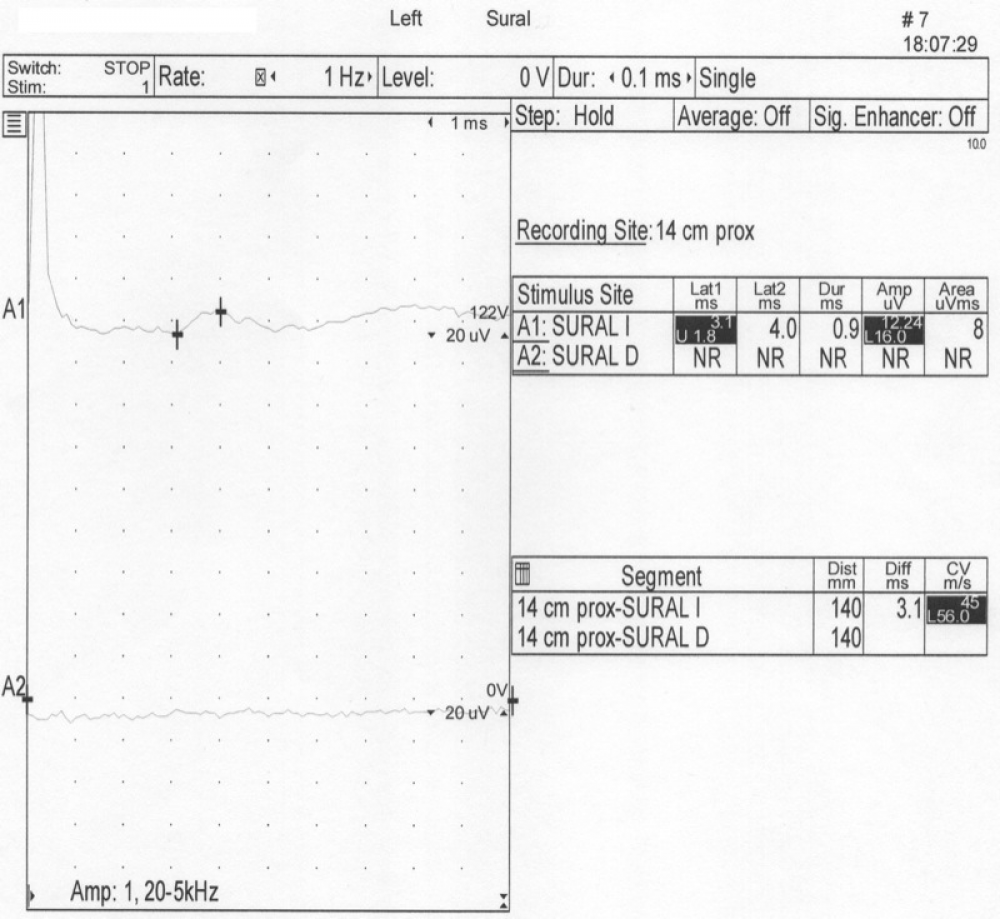 Left Sural # 7
18:07:29
Switch: STOP Rate: 1 Hz Level: 0 V Dur: 0.1 ms Single
Stim: 1
1 ms Step: Hold Average: Off Sig. Enhancer: Off
10.0
Recording Site: 14 cm prox
Stimulus Site Lat1 ms Lat2 ms Dur ms Amp uV Area uVms
A1 122V
20 uV
A1: SURAL I 3.1 U 1.8 4.0 0.9 12.24 L16.0 8
A2: SURAL D NR NR NR NR NR
Segment Dist mm Diff ms CV m/s
14 cm prox-SURAL I 140 3.1 45 L56.0
14 cm prox-SURAL D 140
A2 0V
20 uV
Amp: 1, 20-5kHz